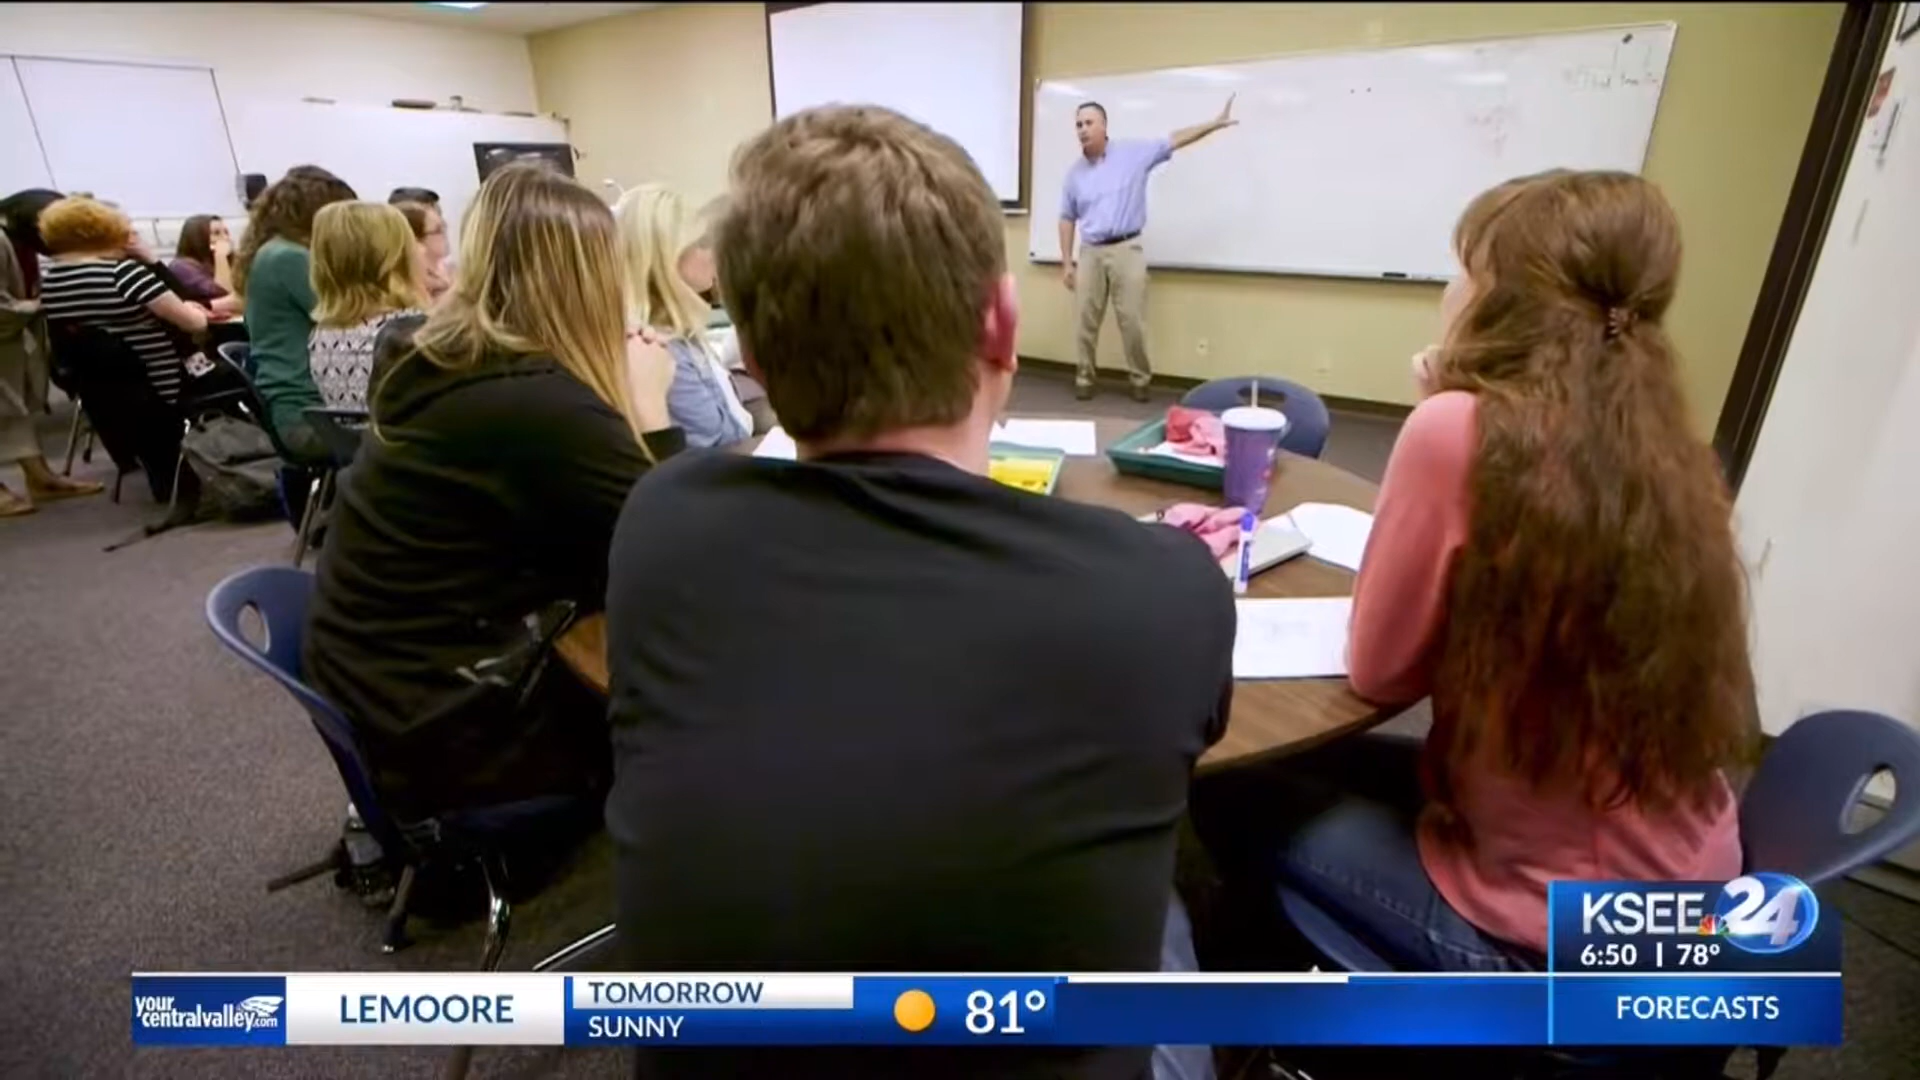 KSEE 24
6:50 | 78°
your
centralvalley.com
LEMOORE
TOMORROW
SUNNY
81°
FORECASTS